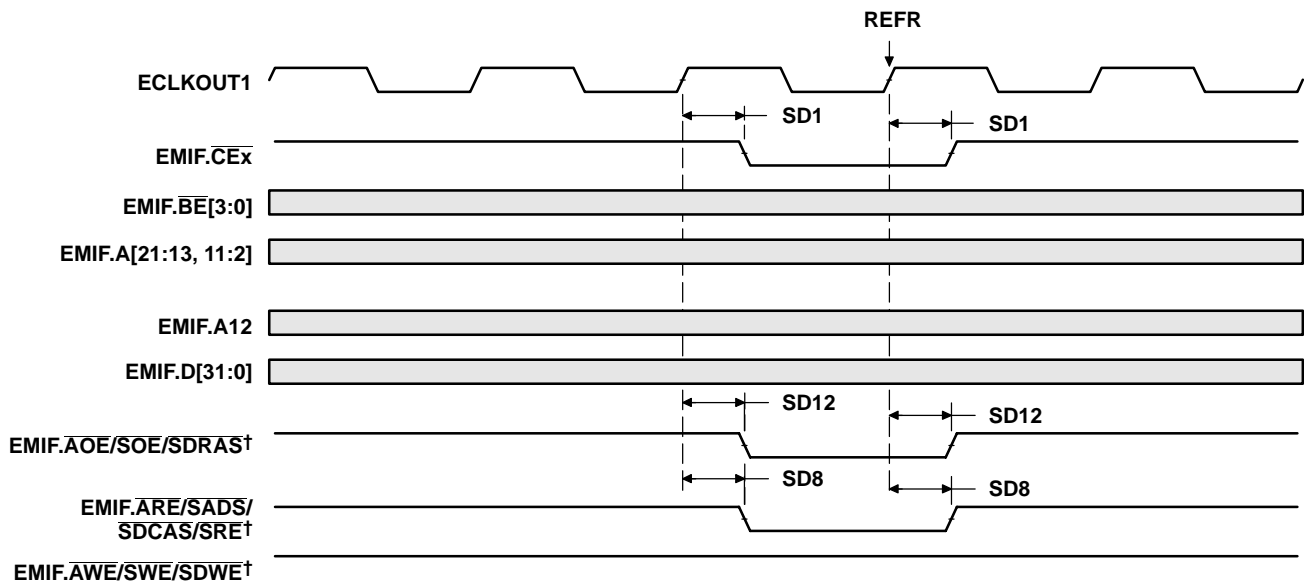 REFR
ECLKOUT1
SD1
SD1
EMIF.CEx
EMIF.BE[3:0]
EMIF.A[21:13, 11:2]
EMIF.A12
EMIF.D[31:0]
SD12
SD12
EMIF.AOE/SOE/SDRAS†
SD8
SD8
EMIF.ARE/SADS/
SDCAS/SRE†
EMIF.AWE/SWE/SDWE†